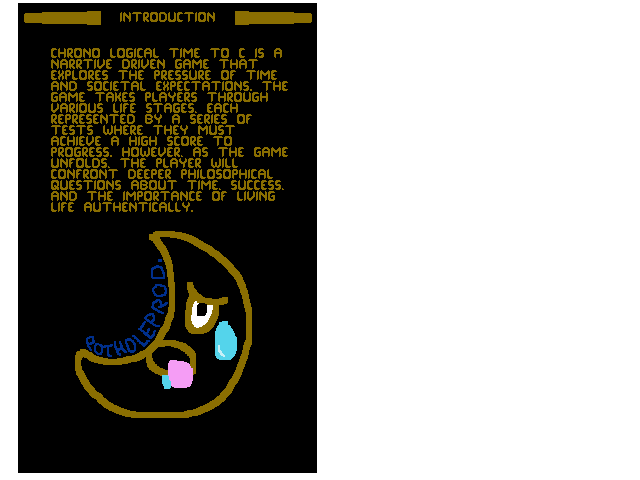 INTRODUCTION
CHRONO LOGICAL TIME TO C IS A
NARRTIVE DRIVEN GAME THAT
EXPLORES THE PRESSURE OF TIME
AND SOCIETAL EXPECTATIONS. THE
GAME TAKES PLAYERS THROUGH
VARIOUS LIFE STAGES. EACH
REPRESENTED BY A SERIES OF
TESTS WHERE THEY MUST
ACHIEVE A HIGH SCORE TO
PROGRESS. HOWEVER, AS THE GAME
UNFOLDS, THE PLAYER WILL
CONFRONT DEEPER PHILOSOPHICAL
QUESTIONS ABOUT TIME, SUCCESS,
AND THE IMPORTANCE OF LIVING
LIFE AUTHENTICALLY.
POTHOLEPROD.